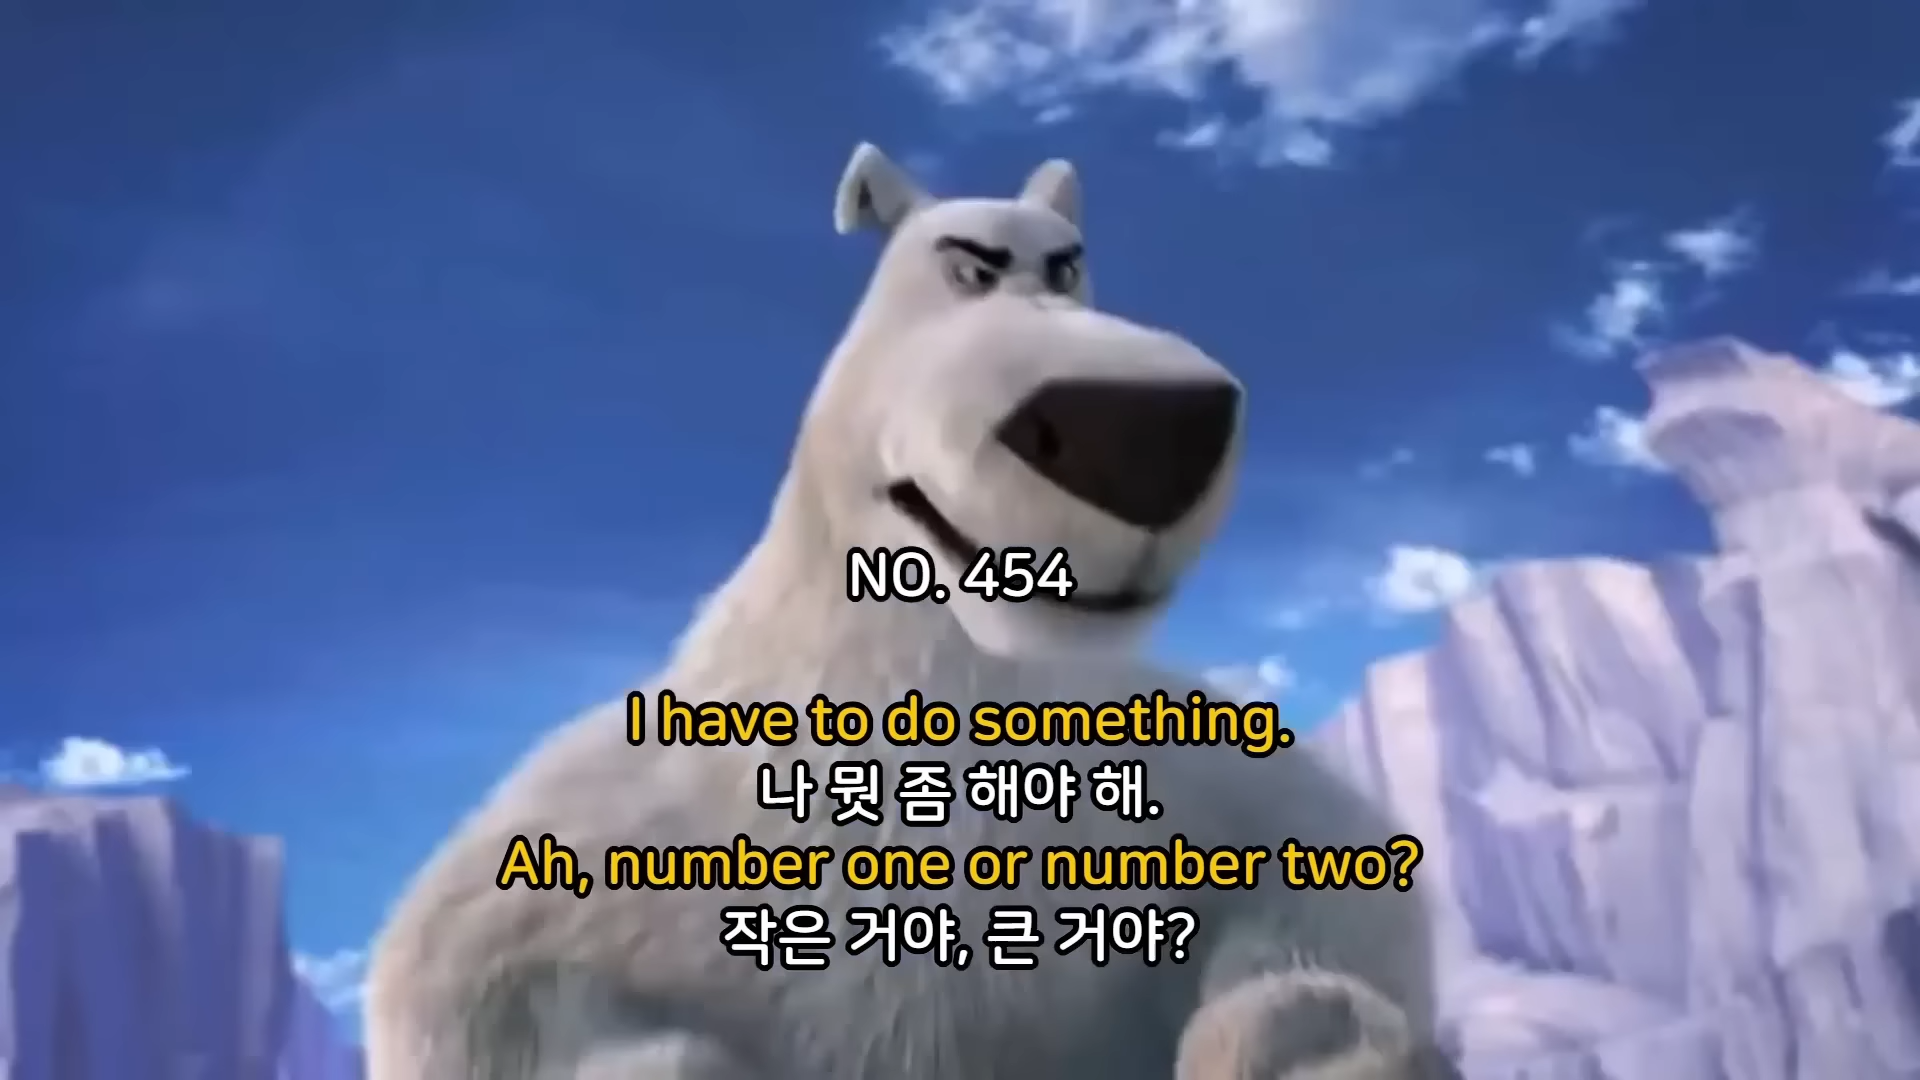 NO. 454
I have to do something.
나 뭣 좀 해야 해.
Ah, number one or number two?
작은 거야, 큰 거야?